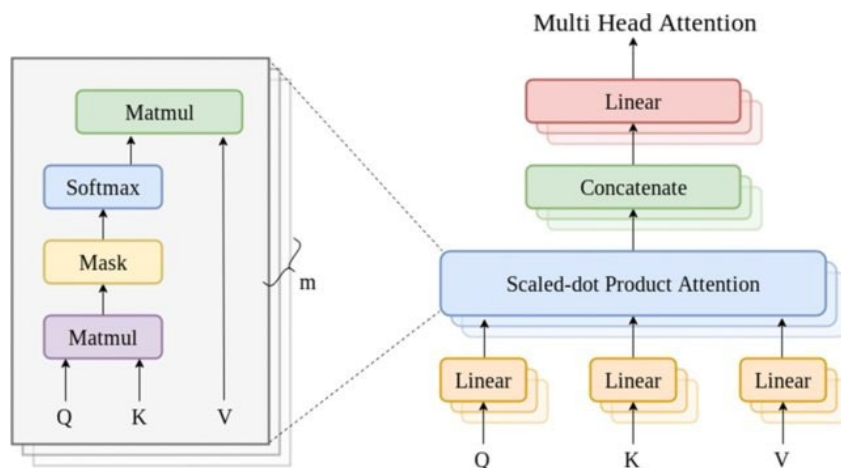 Multi Head Attention
Linear
Concatenate
Scaled-dot Product Attention
Linear Linear Linear
Q K V
Matmul
Softmax
Mask
Matmul
Q K V
m